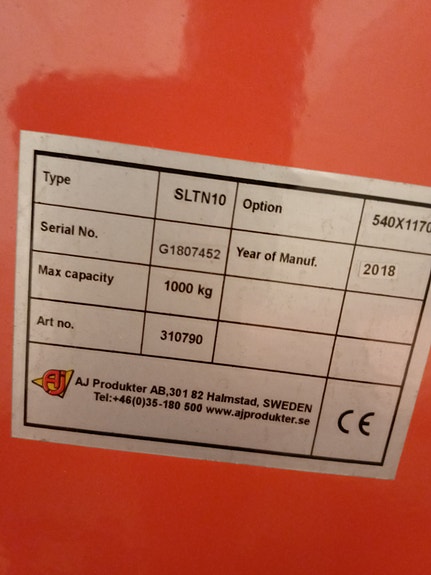 Type SLTN10 Option 540X1170
Serial No. G1807452 Year of Manuf. 2018
Max capacity 1000 kg
Art no. 310790
AJ AJ Produkter AB,301 82 Halmstad, SWEDEN
Tel:+46(0)35-180 500 www.ajprodukter.se
CE